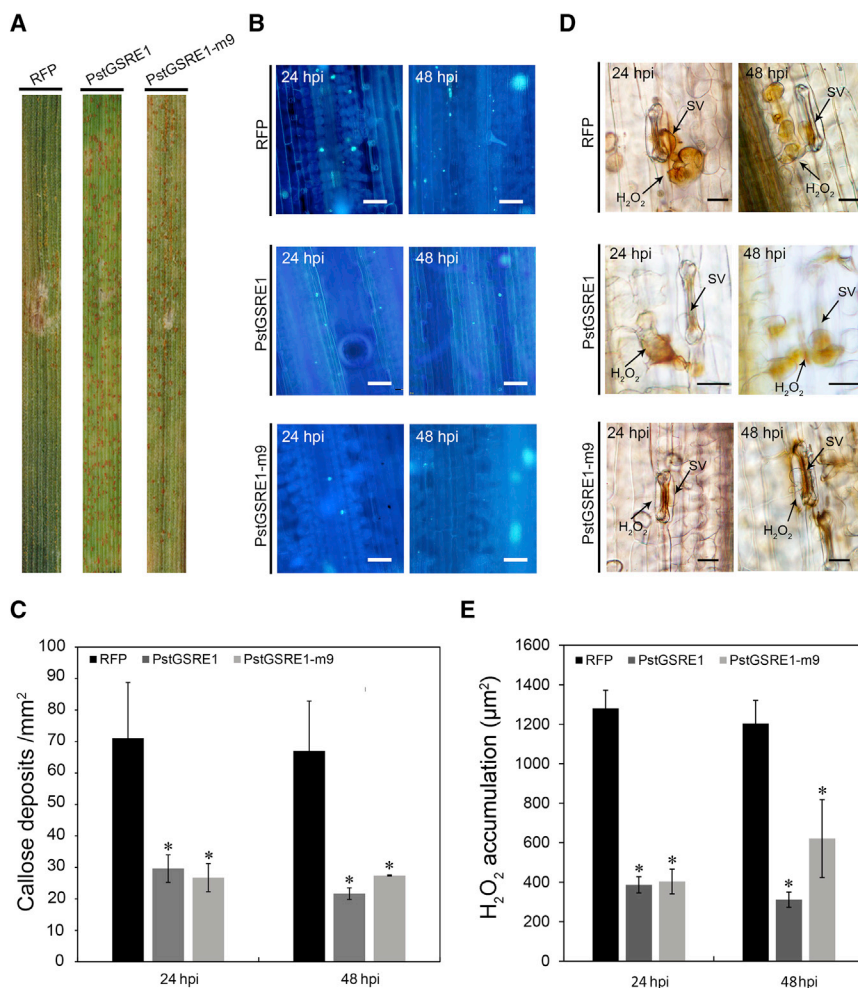 A
RFP
PstGSRE1
PstGSRE1-m9
B
RFP
24 hpi
48 hpi
PstGSRE1
24 hpi
48 hpi
PstGSRE1-m9
24 hpi
48 hpi
D
RFP
24 hpi
SV
H₂O₂
48 hpi
SV
H₂O₂
PstGSRE1
24 hpi
SV
H₂O₂
48 hpi
SV
H₂O₂
PstGSRE1-m9
24 hpi
SV
H₂O₂
48 hpi
SV
H₂O₂
C
Callose deposits /mm²
100
90
80
70
60
50
40
30
20
10
0
RFP PstGSRE1 PstGSRE1-m9
* *
* *
24 hpi 48 hpi
E
H₂O₂ accumulation (µm²)
1600
1400
1200
1000
800
600
400
200
0
RFP PstGSRE1 PstGSRE1-m9
* *
* *
24 hpi 48hpi